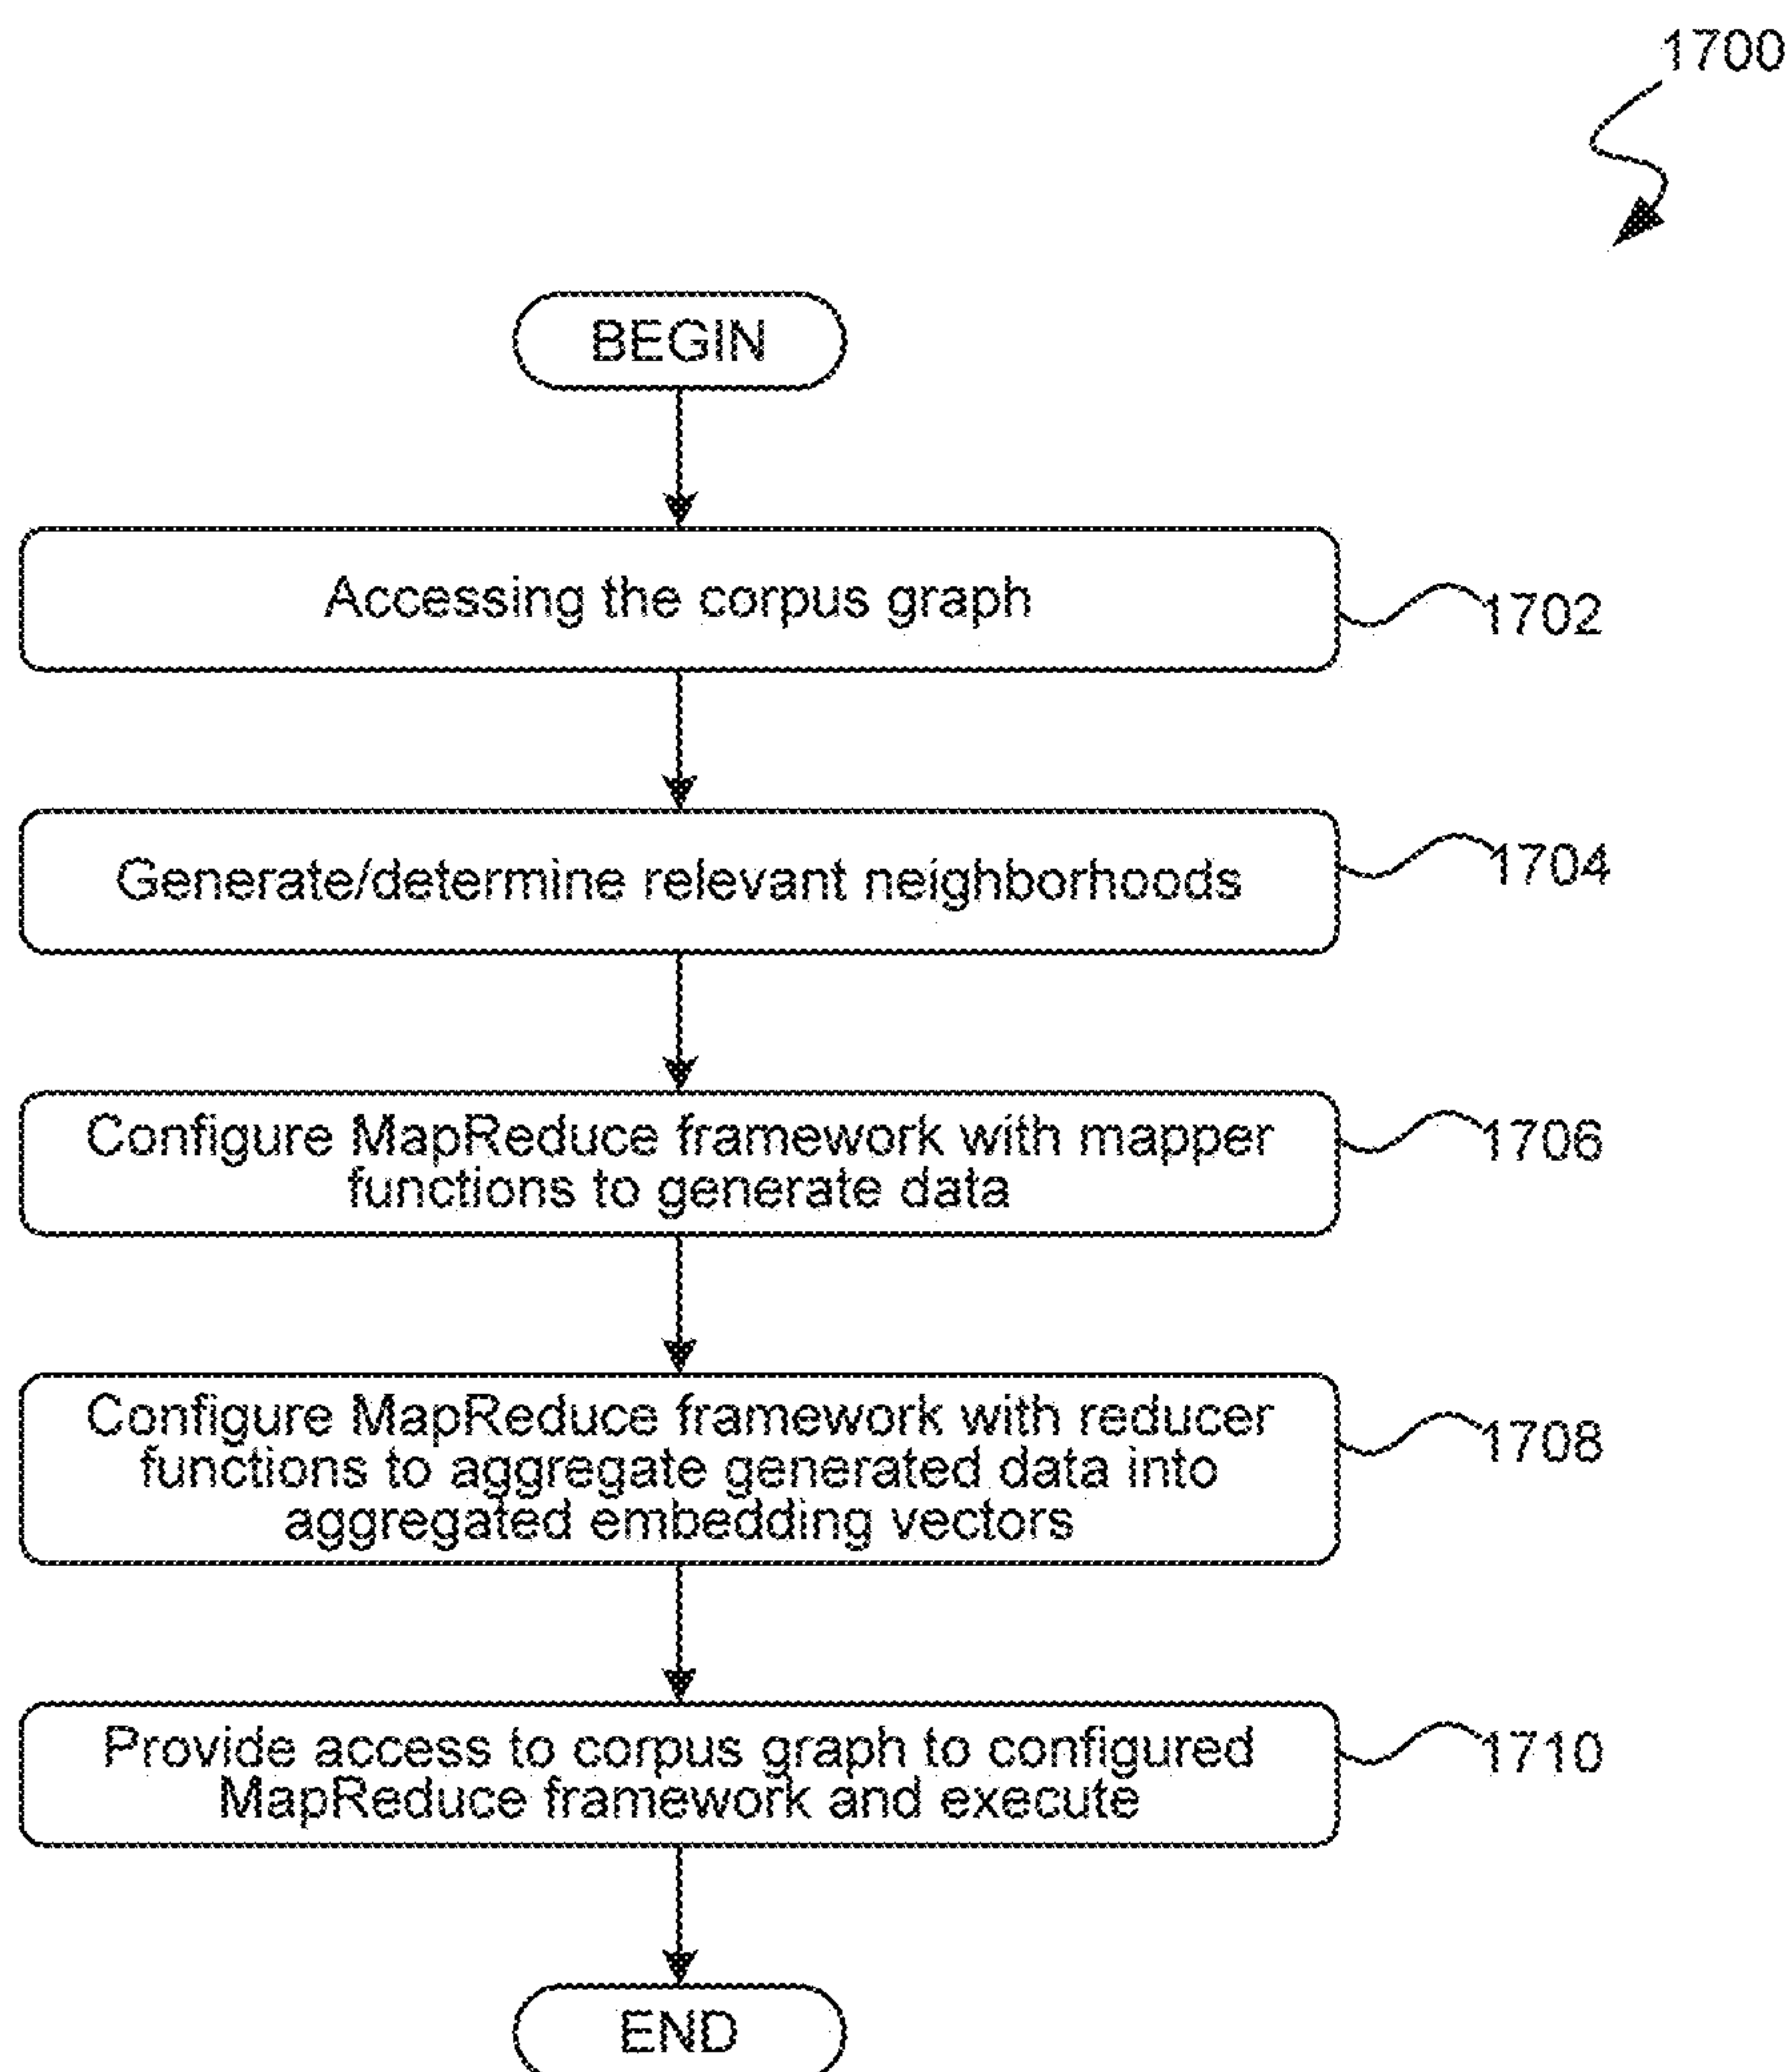 1700
BEGIN
Accessing the corpus graph
1702
Generate/determine relevant neighborhoods
1704
Configure MapReduce framework with mapper
functions to generate data
1706
Configure MapReduce framework with reducer
functions to aggregate generated data into
aggregated embedding vectors
1708
Provide access to corpus graph to configured
MapReduce framework and execute
1710
END